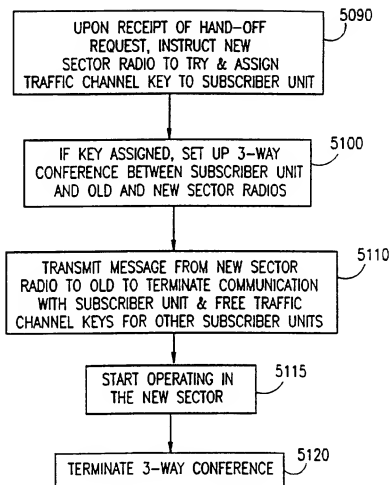 5090
UPON RECEIPT OF HAND-OFF
REQUEST, INSTRUCT NEW
SECTOR RADIO TO TRY & ASSIGN
TRAFFIC CHANNEL KEY TO SUBSCRIBER UNIT
5100
IF KEY ASSIGNED, SET UP 3-WAY
CONFERENCE BETWEEN SUBSCRIBER UNIT
AND OLD AND NEW SECTOR RADIOS
5110
TRANSMIT MESSAGE FROM NEW SECTOR
RADIO TO OLD TO TERMINATE COMMUNICATION
WITH SUBSCRIBER UNIT & FREE TRAFFIC
CHANNEL KEYS FOR OTHER SUBSCRIBER UNITS
5115
START OPERATING IN
THE NEW SECTOR
5120
TERMINATE 3-WAY CONFERENCE